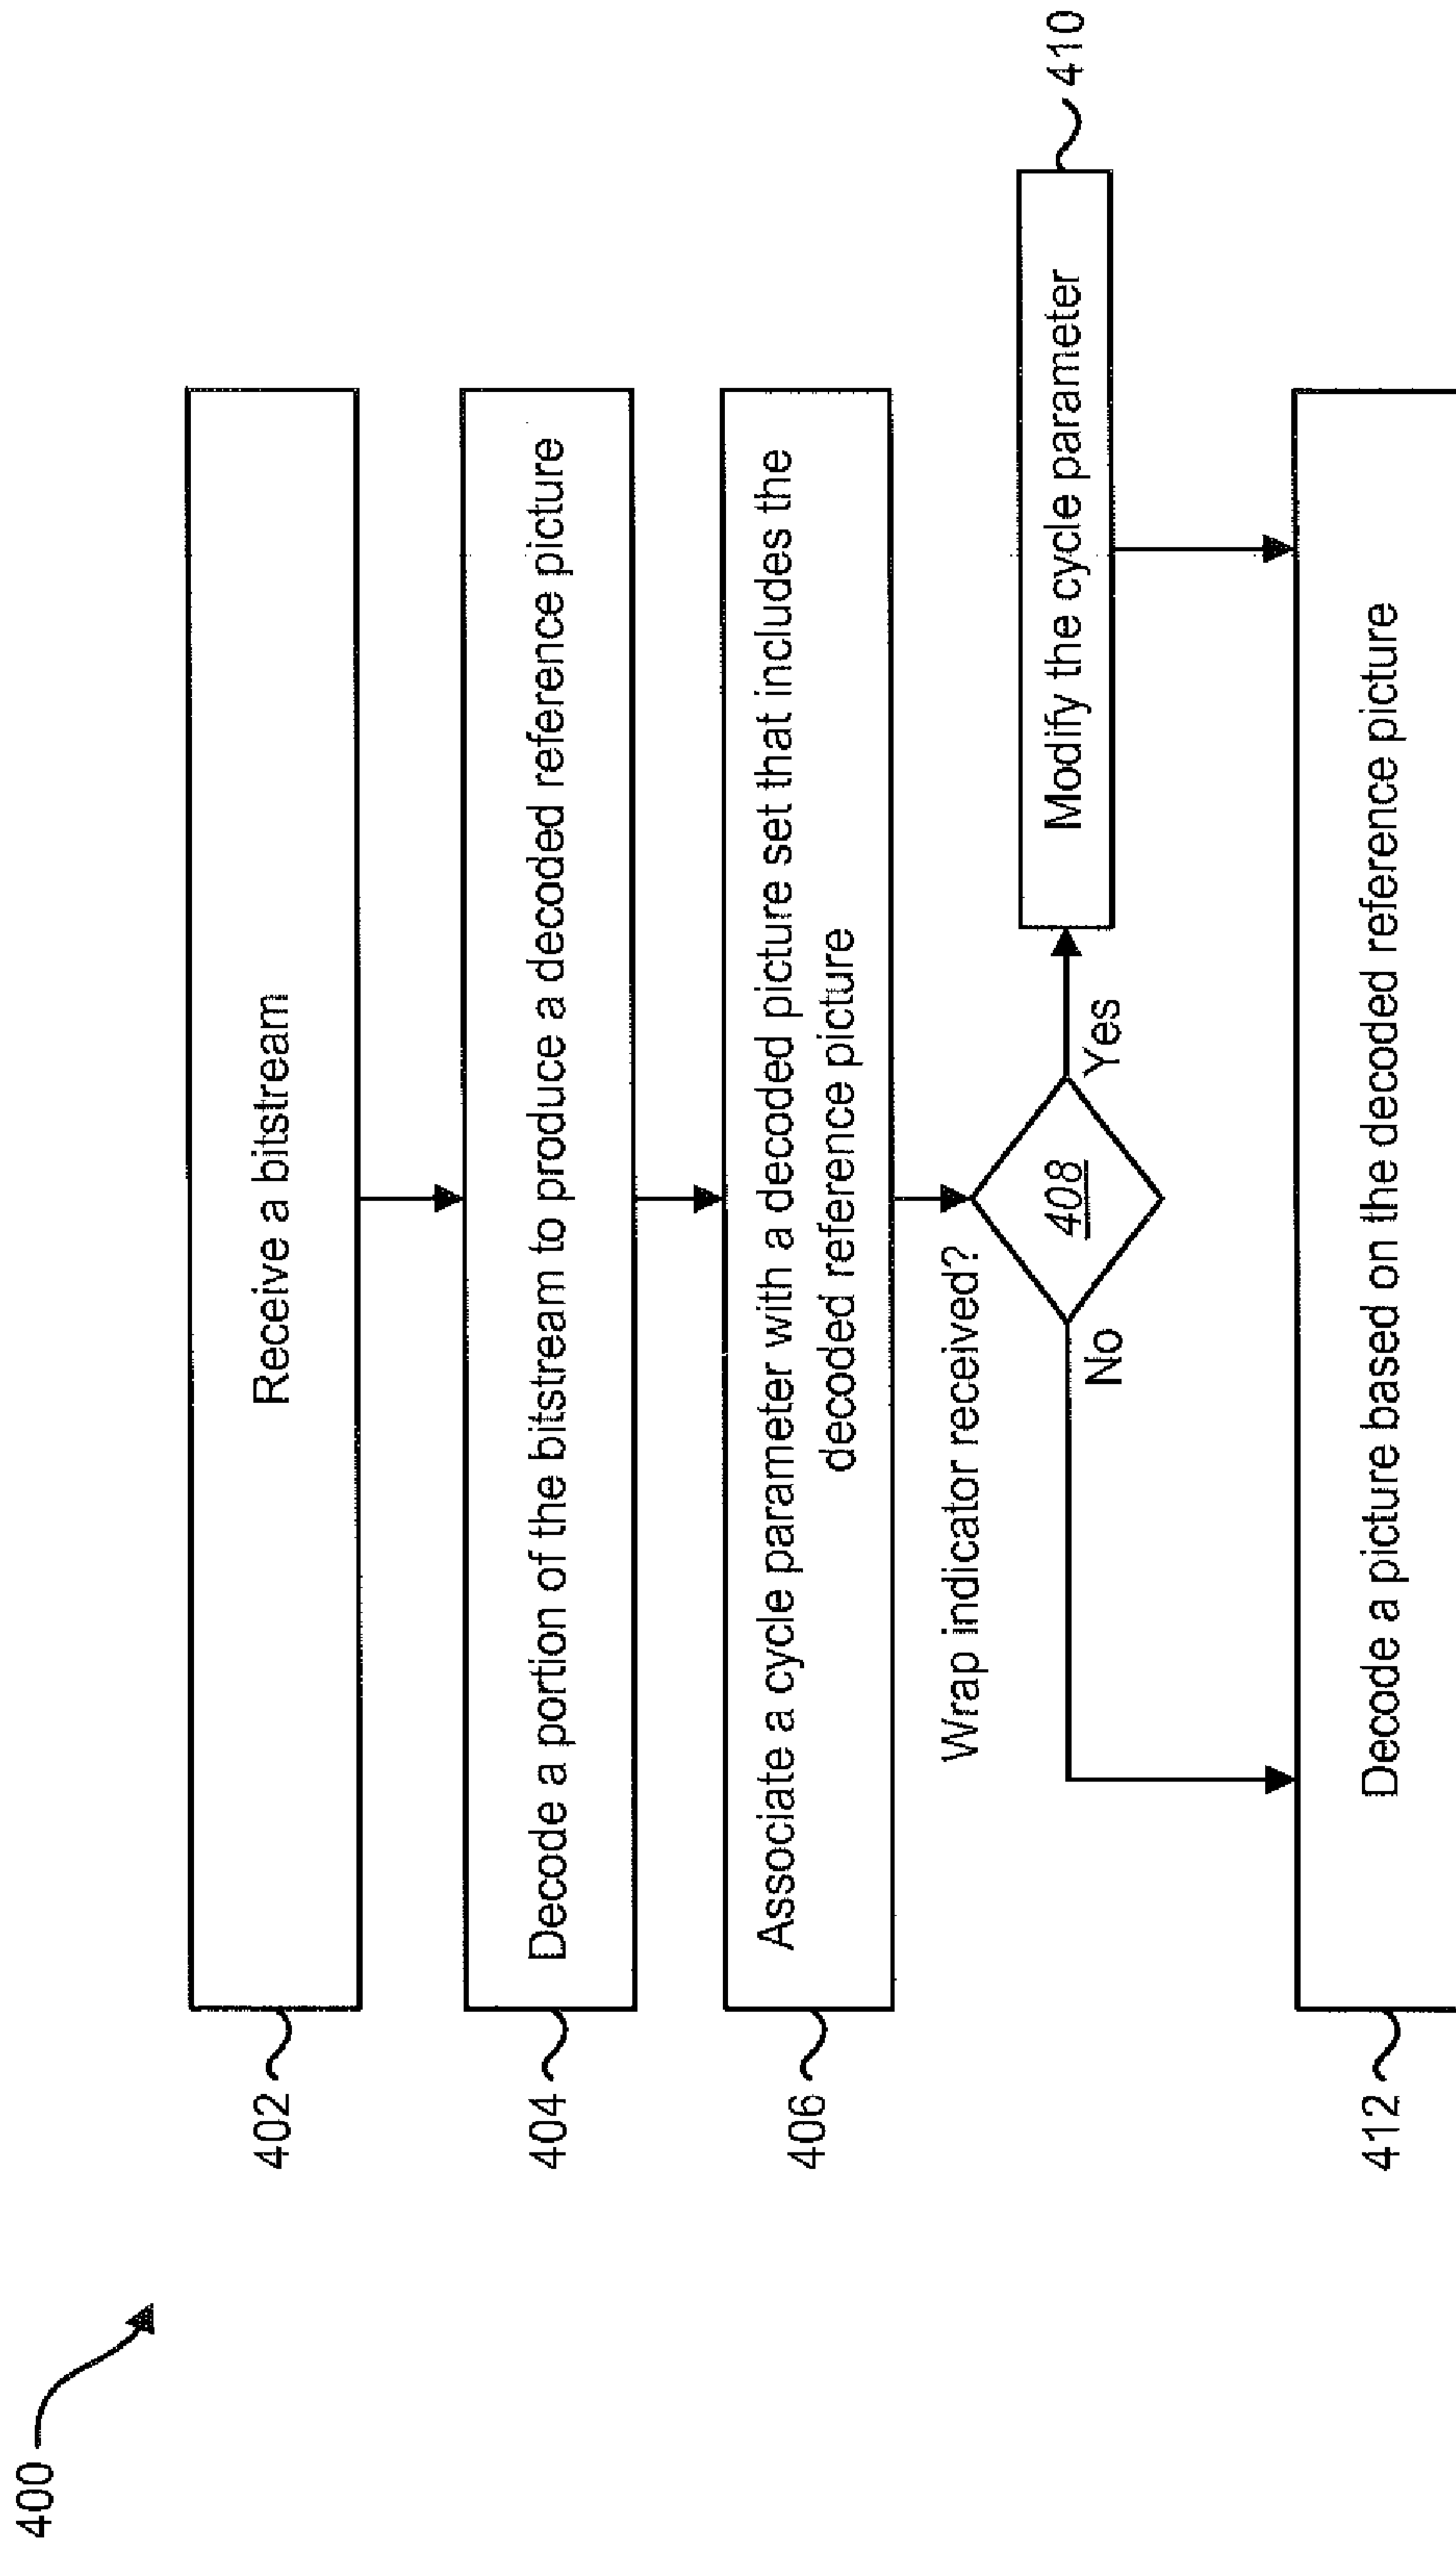 400
402
Receive a bitstream
404
Decode a portion of the bitstream to produce a decoded reference picture
406
Associate a cycle parameter with a decoded picture set that includes the
decoded reference picture
Wrap indicator received?
408
No
Yes
Modify the cycle parameter
410
412
Decode a picture based on the decoded reference picture